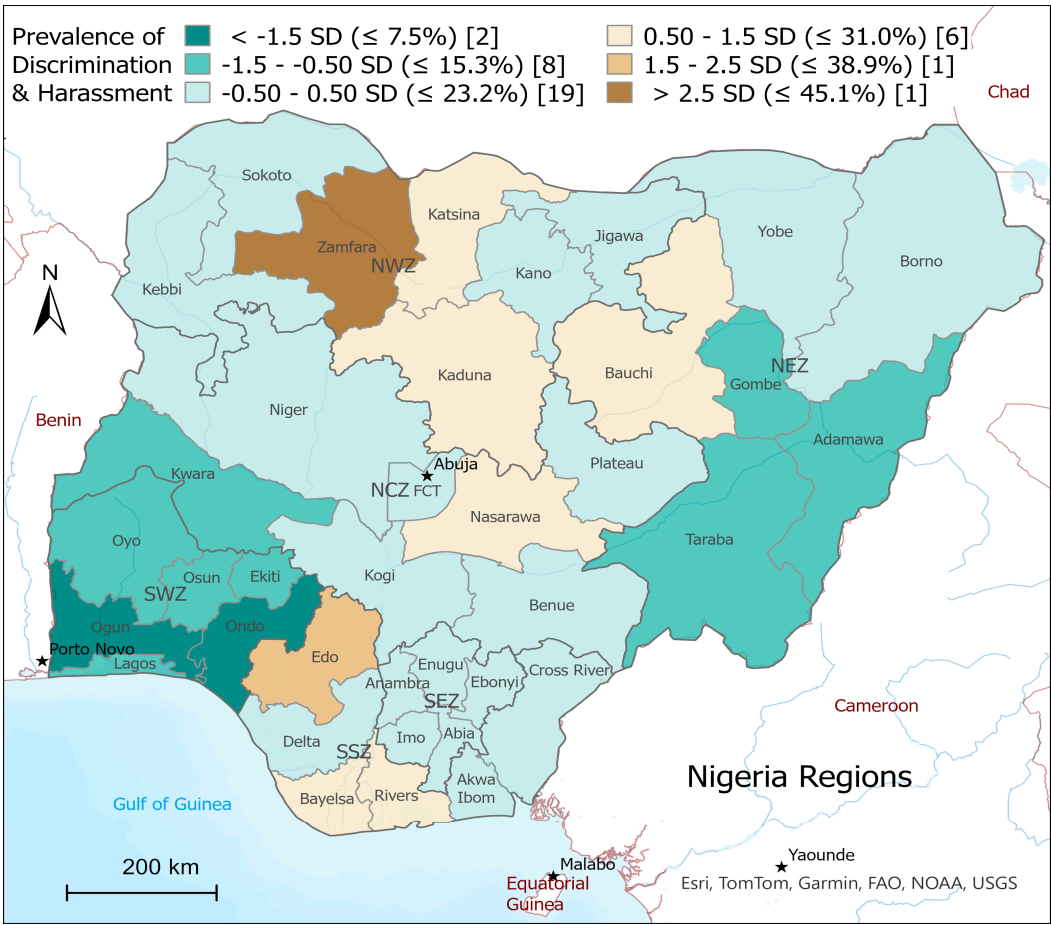 Prevalence of
Discrimination
& Harassment
< -1.5 SD (≤ 7.5%) [2]
-1.5 - -0.50 SD (≤ 15.3%) [8]
-0.50 - 0.50 SD (≤ 23.2%) [19]
0.50 - 1.5 SD (≤ 31.0%) [6]
1.5 - 2.5 SD (≤ 38.9%) [1]
> 2.5 SD (≤ 45.1%) [1]
Chad
Sokoto
Katsina
Zamfara
NWZ
Jigawa
Yobe
Kano
Borno
Kebbi
N
Kaduna
Bauchi
NEZ
Gombe
Niger
Benin
Adamawa
Abuja
Plateau
Kwara
NCZ
FCT
Nasarawa
Oyo
Taraba
Osun
Ekiti
Kogi
SWZ
Benue
Ogun
Ondo
Porto Novo
Lagos
Edo
Enugu
Cross River
Anambra
Ebonyi
SEZ
Cameroon
Delta
Imo
Abia
SSZ
Nigeria Regions
Akwa
Ibom
Bayelsa
Rivers
Gulf of Guinea
200 km
Malabo
Yaounde
Equatorial
Guinea
Esri, TomTom, Garmin, FAO, NOAA, USGS